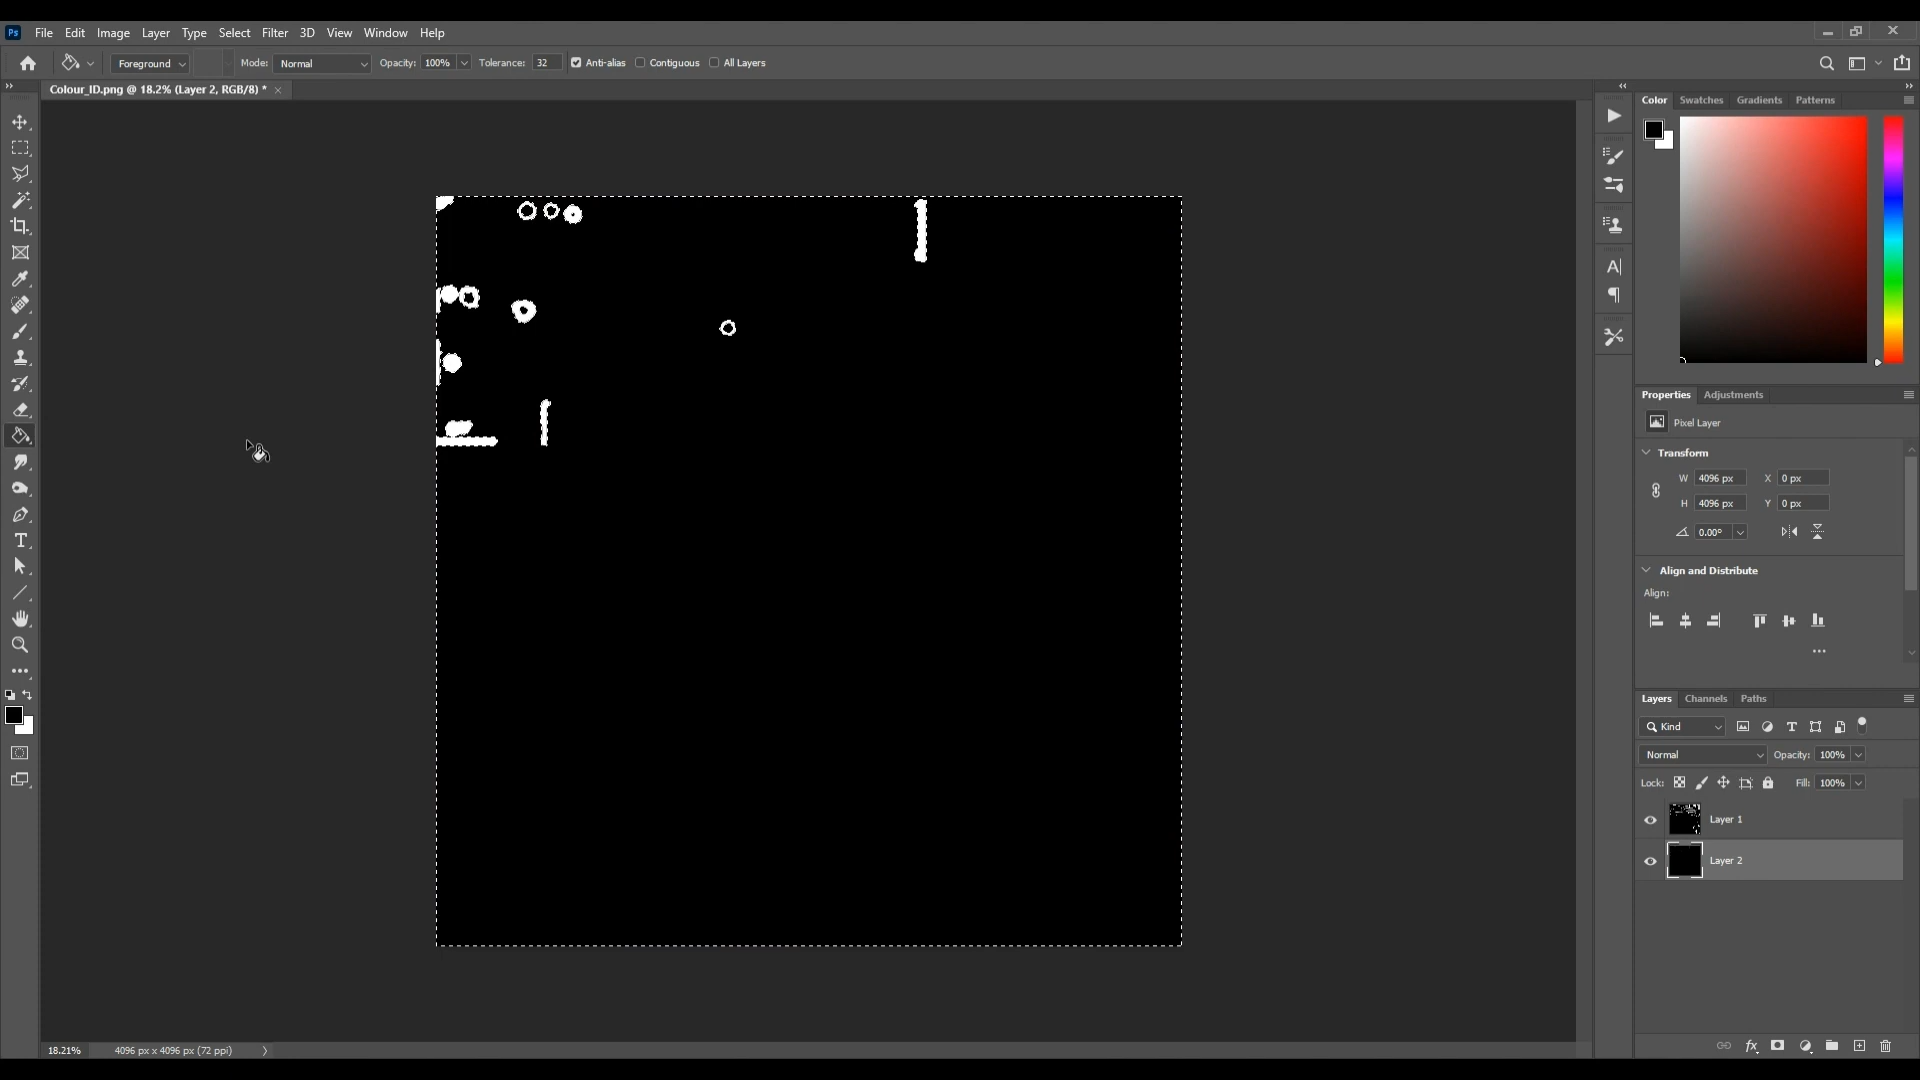 Ps File Edit Image Layer Type Select Filter 3D View Window Help
Foreground Mode: Normal Opacity: 100% Tolerance: 32 Anti-alias Contiguous All Layers
Colour_ID.png @ 18.2% (Layer 2, RGB/8) *
Color Swatches Gradients Patterns
Properties Adjustments
Pixel Layer
Transform
W 4096 px X 0 px
H 4096 px Y 0 px
0.00°
Align and Distribute
Align:
Layers Channels Paths
Kind
Normal Opacity: 100%
Lock: Fill: 100%
Layer 1
Layer 2
18.21% 4096 px x 4096 px (72 ppi)